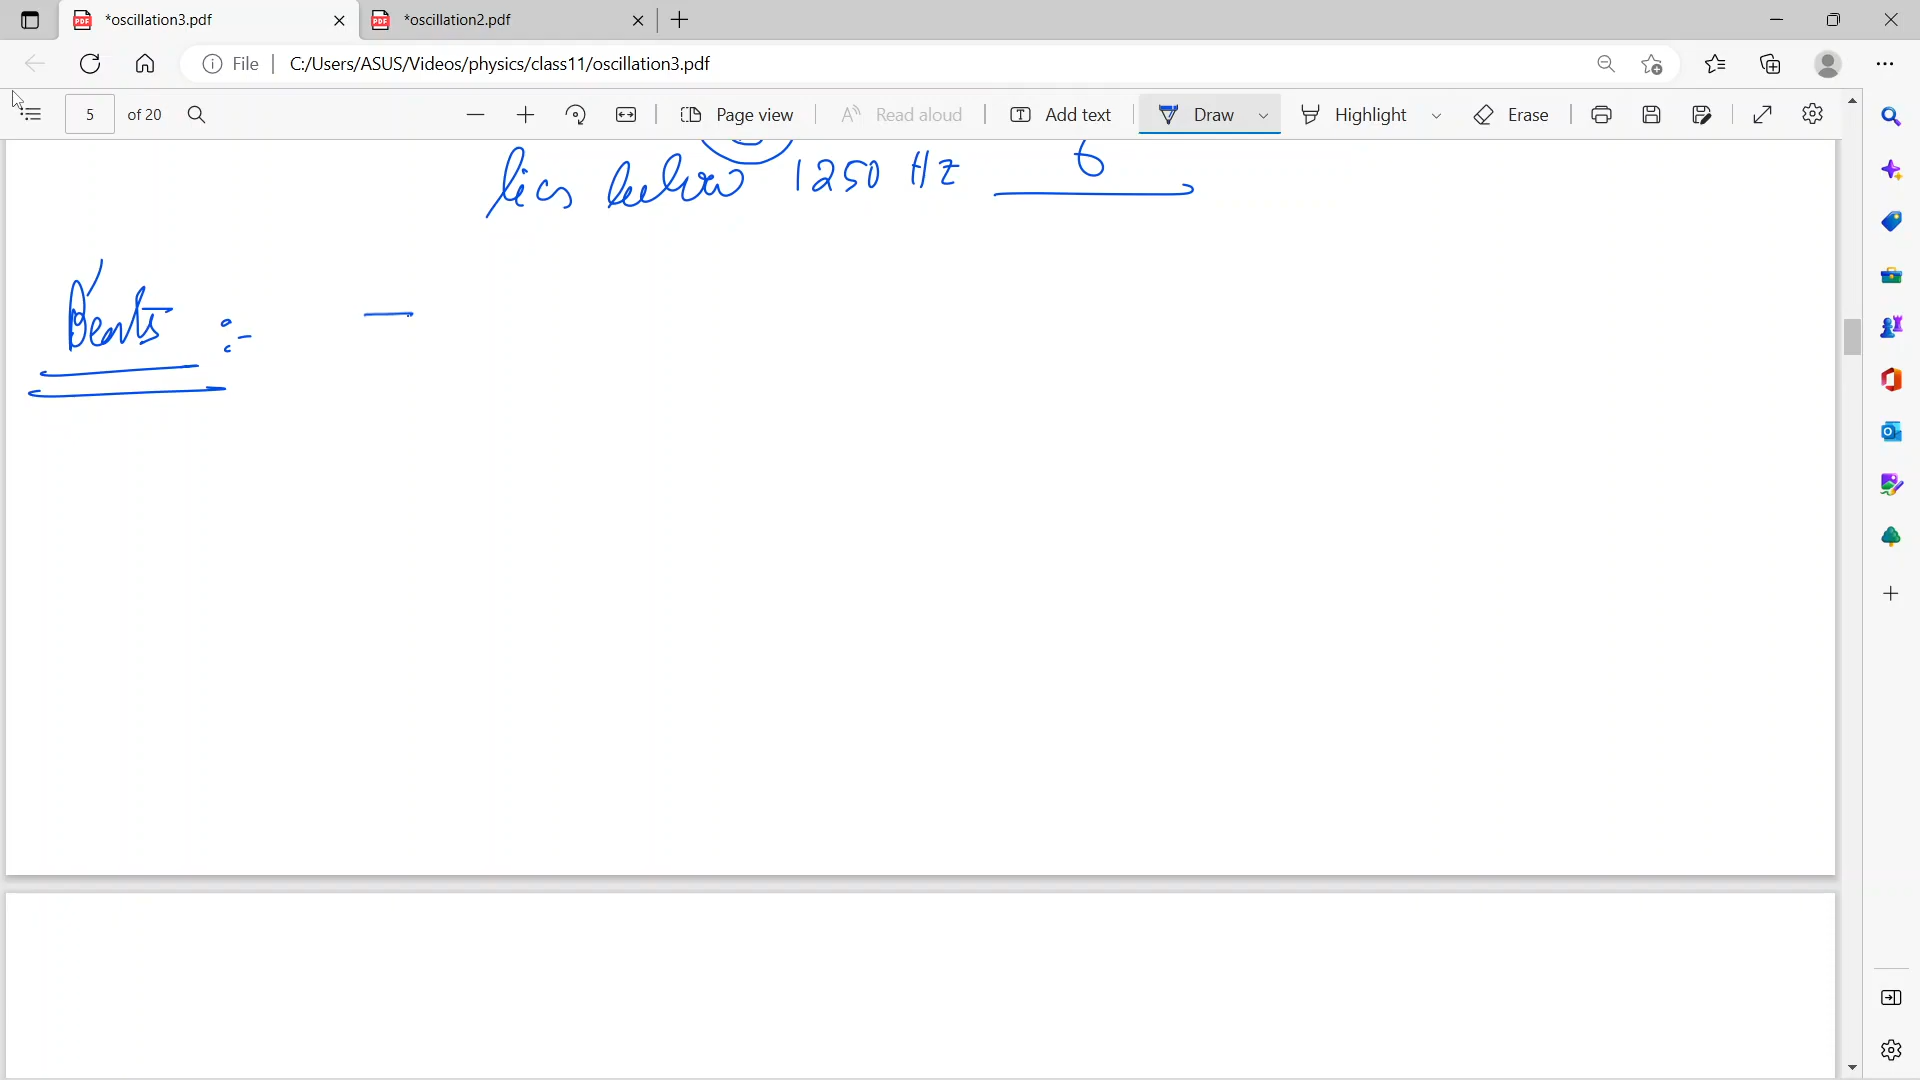 *oscillation3.pdf
*oscillation2.pdf
File
C:/Users/ASUS/Videos/physics/class11/oscillation3.pdf
5 of 20
Page view
Read aloud
Add text
Draw
Highlight
Erase
lies below 1250 Hz 6
Beats :-